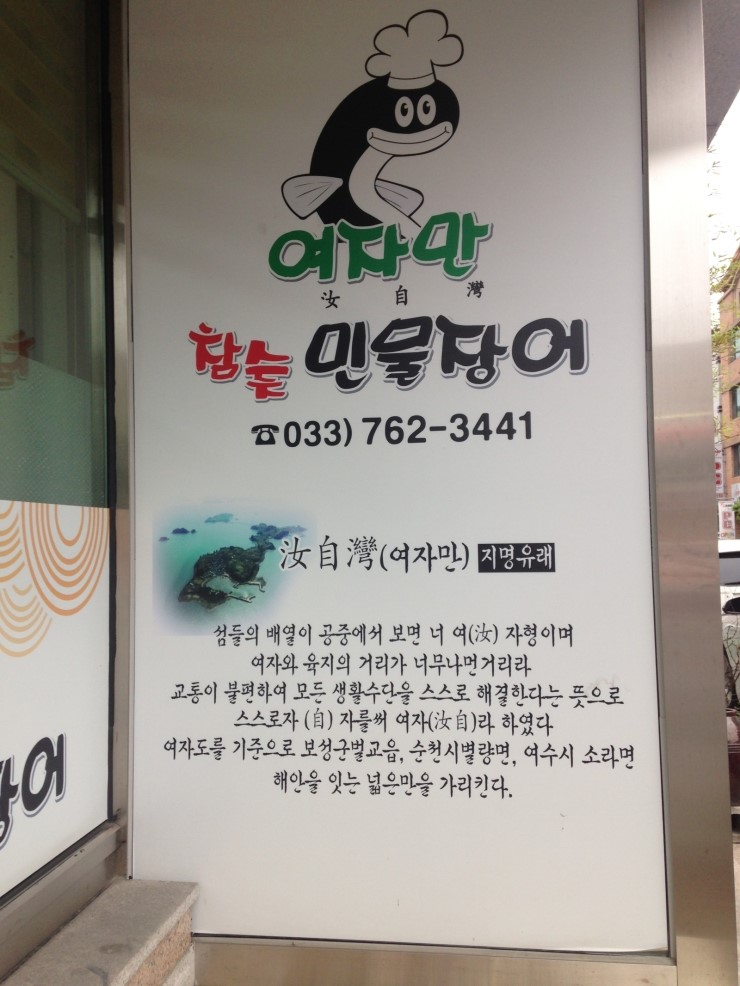 여자만
汝自灣
참숯 민물장어
☎033) 762-3441
汝自灣(여자만) 지명유래
섬들의 배열이 공중에서 보면 너 여(汝) 자형이며
여자와 육지의 거리가 너무나먼거리라
교통이 불편하여 모든 생활수단을 스스로 해결한다는 뜻으로
스스로자 (自) 자를써 여자(汝自)라 하였다
여자도를 기준으로 보성군벌교읍, 순천시별량면, 여수시 소라면
해안을 잇는 넓은만을 가리킨다.
장어